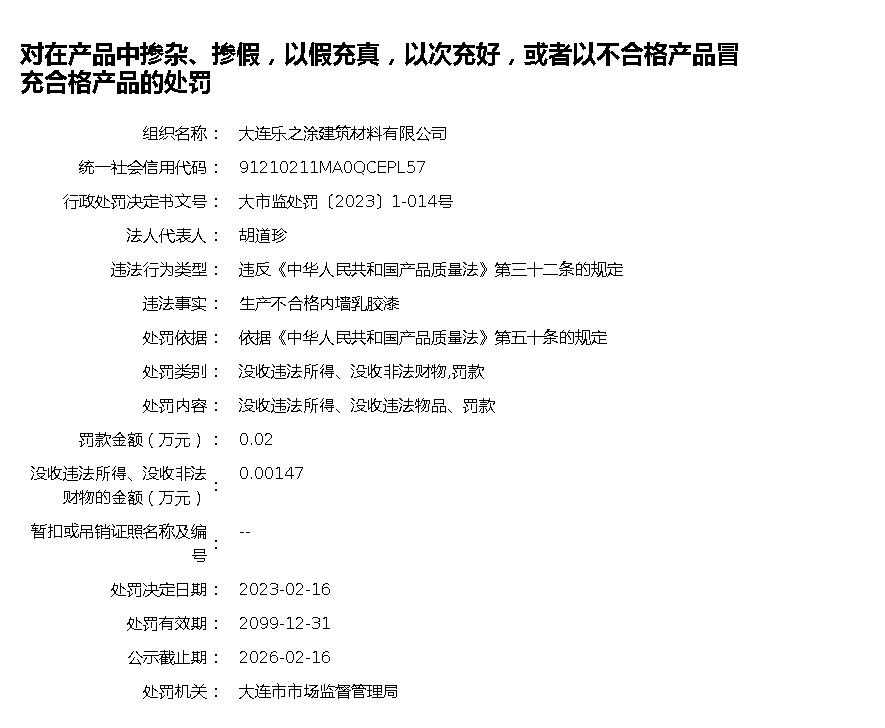 对在产品中掺杂、掺假，以假充真，以次充好，或者以不合格产品冒
充合格产品的处罚
组织名称： 大连乐之涂建筑材料有限公司
统一社会信用代码： 91210211MA0QCEPL57
行政处罚决定书文号： 大市监处罚〔2023〕1-014号
法人代表人： 胡道珍
违法行为类型： 违反《中华人民共和国产品质量法》第三十二条的规定
违法事实： 生产不合格内墙乳胶漆
处罚依据： 依据《中华人民共和国产品质量法》第五十条的规定
处罚类别： 没收违法所得、没收非法财物,罚款
处罚内容： 没收违法所得、没收违法物品、罚款
罚款金额（万元）： 0.02
没收违法所得、没收非法
财物的金额（万元）： 0.00147
暂扣或吊销证照名称及编
号： --
处罚决定日期： 2023-02-16
处罚有效期： 2099-12-31
公示截止期： 2026-02-16
处罚机关： 大连市市场监督管理局